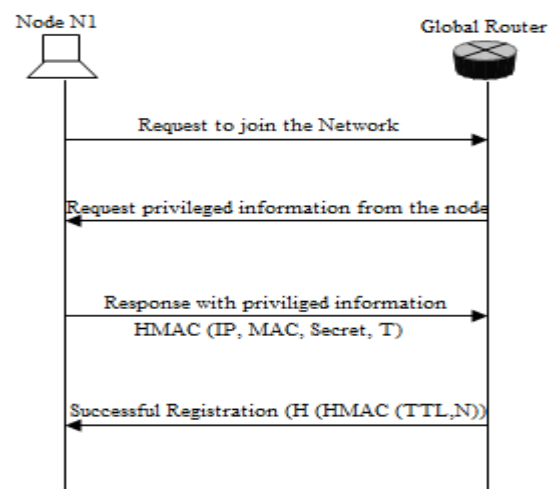 Node N1
Global Router
Request to join the Network
Request privileged information from the node
Response with priviliged information
HMAC (IP, MAC, Secret, T)
Successful Registration (H (HMAC (TTL,N))